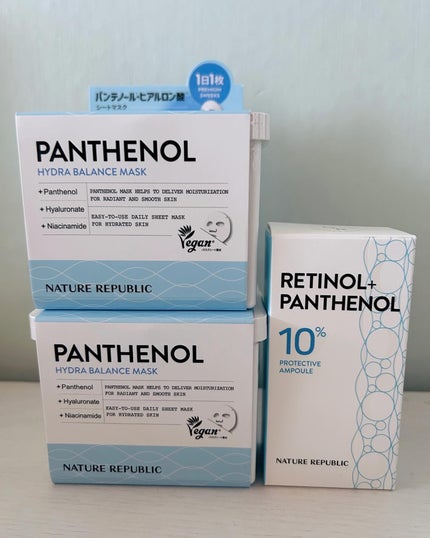 1日1枚
PREMIUM
パンテノール・ヒアルロン酸
シートマスク
PANTHENOL
HYDRA BALANCE MASK
+ Panthenol
+ Hyaluronate
+ Niacinamide
PANTHENOL MASK HELPS TO DELIVER MOISTURIZATION
FOR RADIANT AND SMOOTH SKIN
EASY-TO-USE DAILY SHEET MASK
FOR HYDRATED SKIN
Vegan
NATURE REPUBLIC
PANTHENOL
HYDRA BALANCE MASK
+ Panthenol
+ Hyaluronate
+ Niacinamide
PANTHENOL MASK HELPS TO DELIVER MOISTURIZATION
FOR RADIANT AND SMOOTH SKIN
EASY-TO-USE DAILY SHEET MASK
FOR HYDRATED SKIN
Vegan
NATURE REPUBLIC
RETINOL+
PANTHENOL
10%
PROTECTIVE
AMPOULE
NATURE REPUBLIC